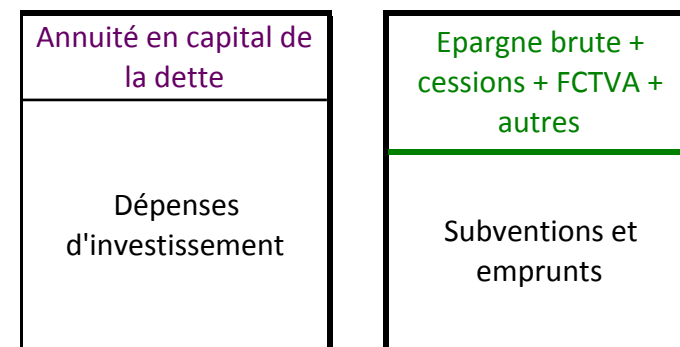 Annuité en capital de
la dette
Dépenses
d'investissement
Epargne brute +
cessions + FCTVA +
autres
Subventions et
emprunts